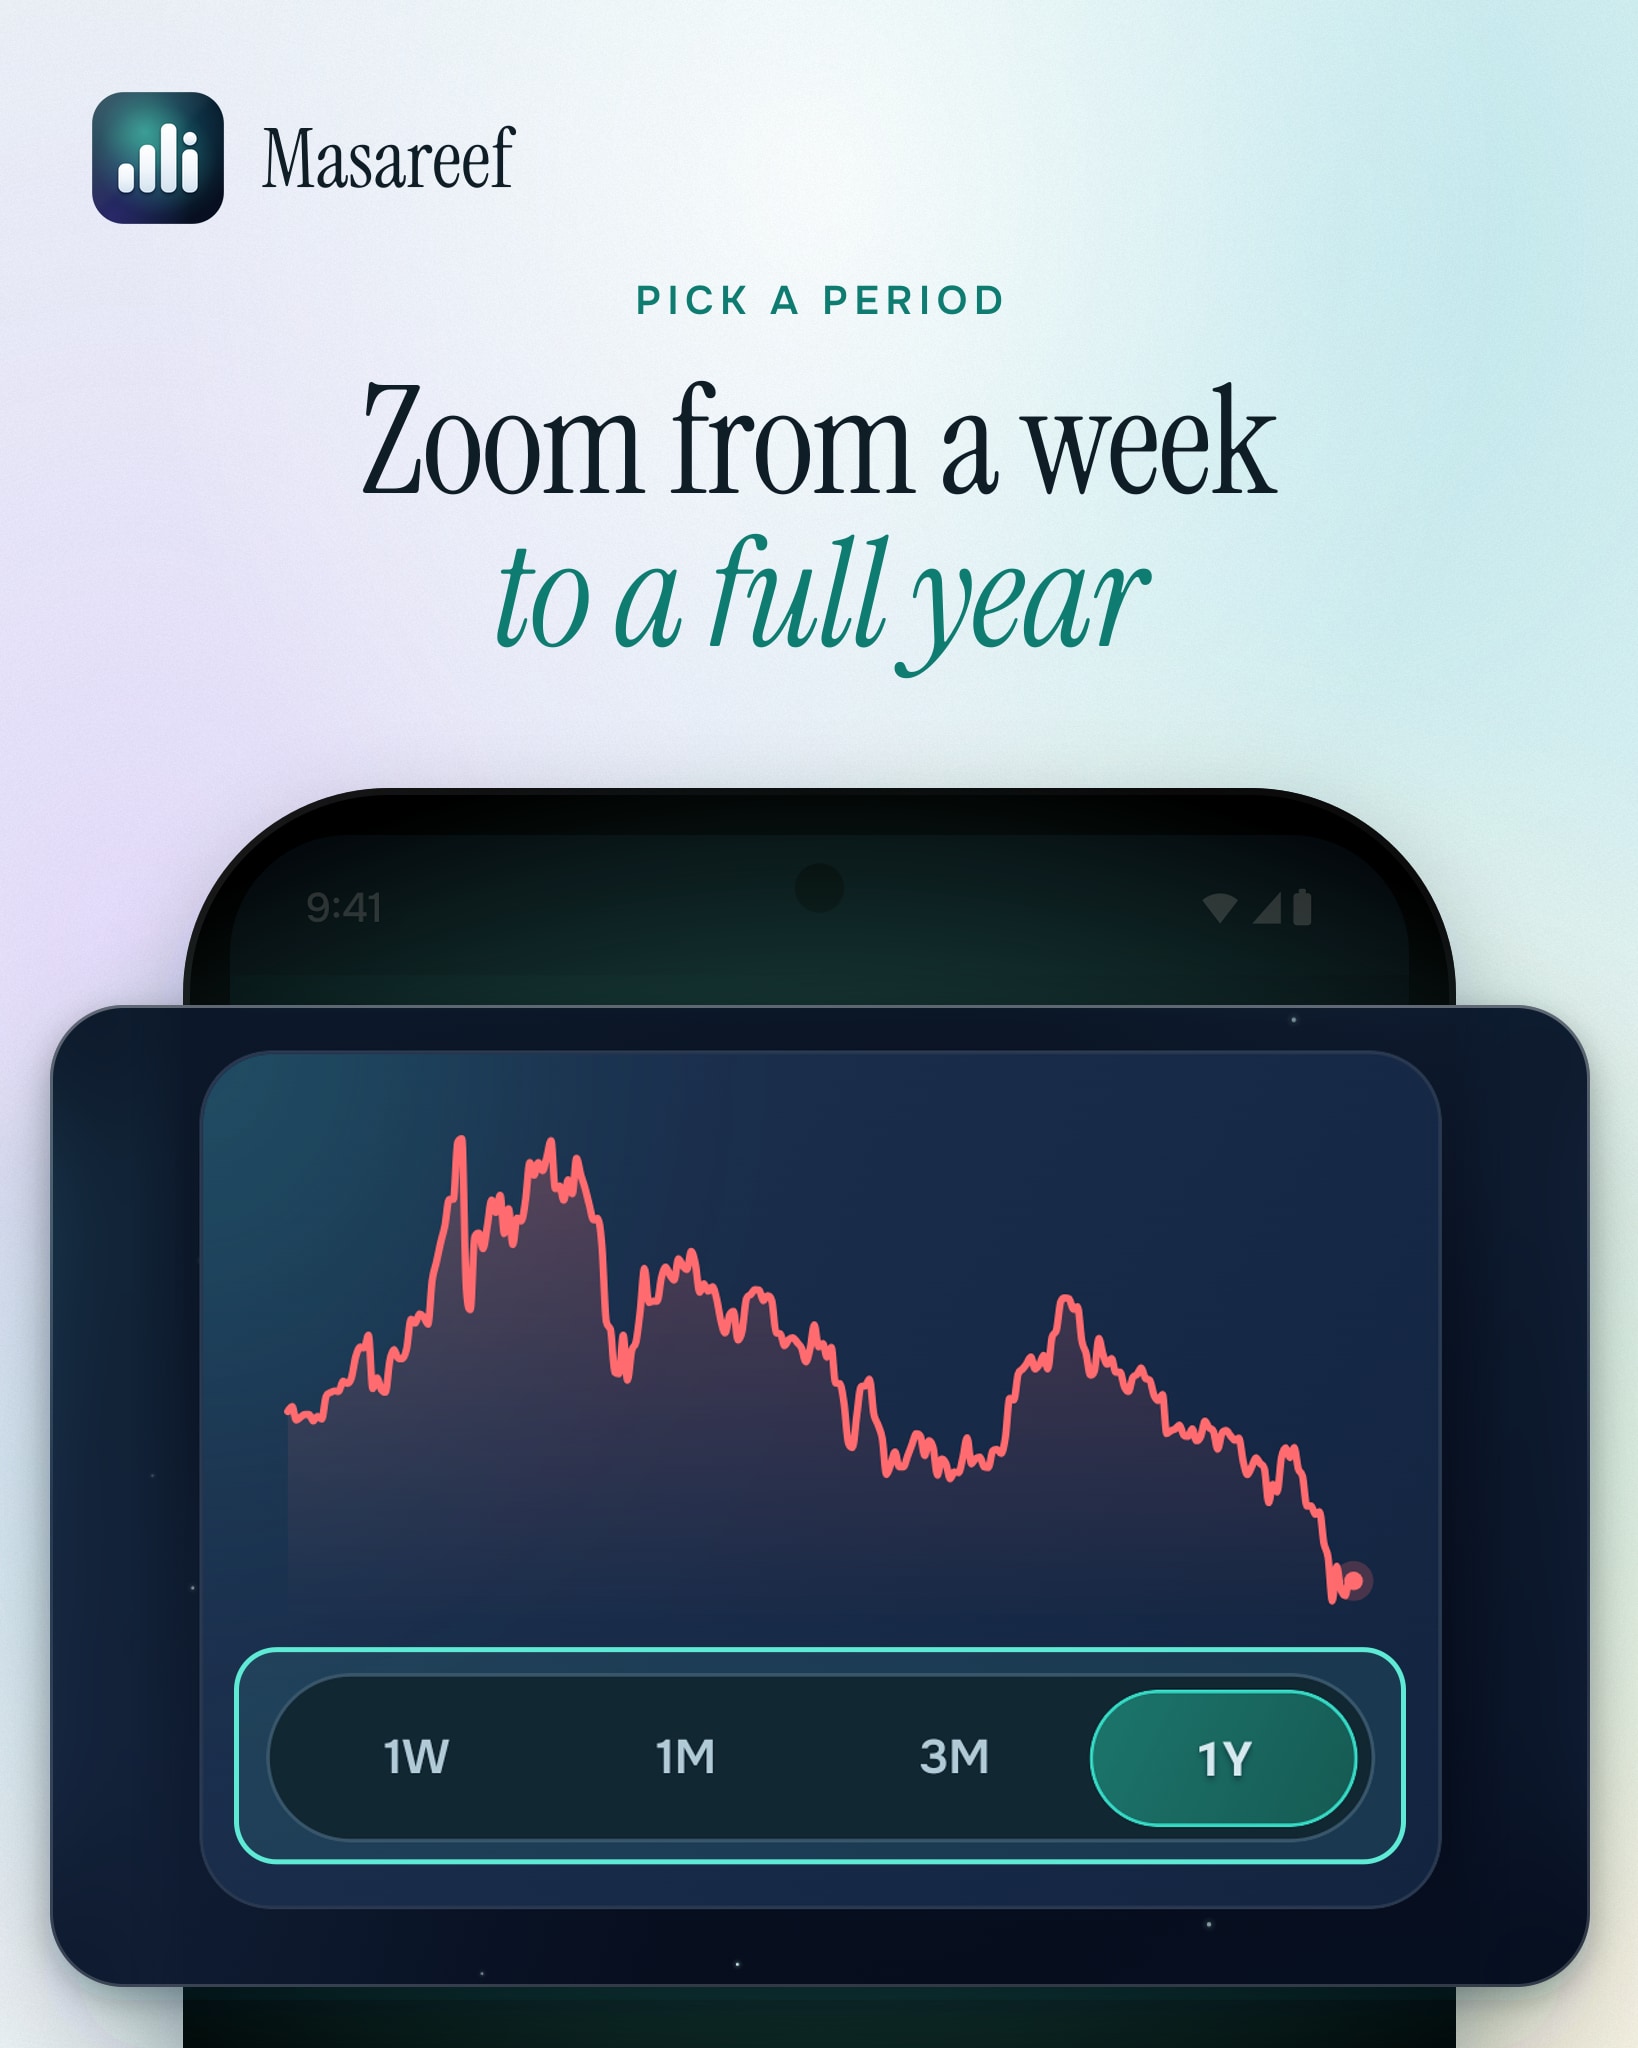 Masareef
PICK A PERIOD
Zoom from a week
to a full year
9:41
1W 1M 3M 1Y